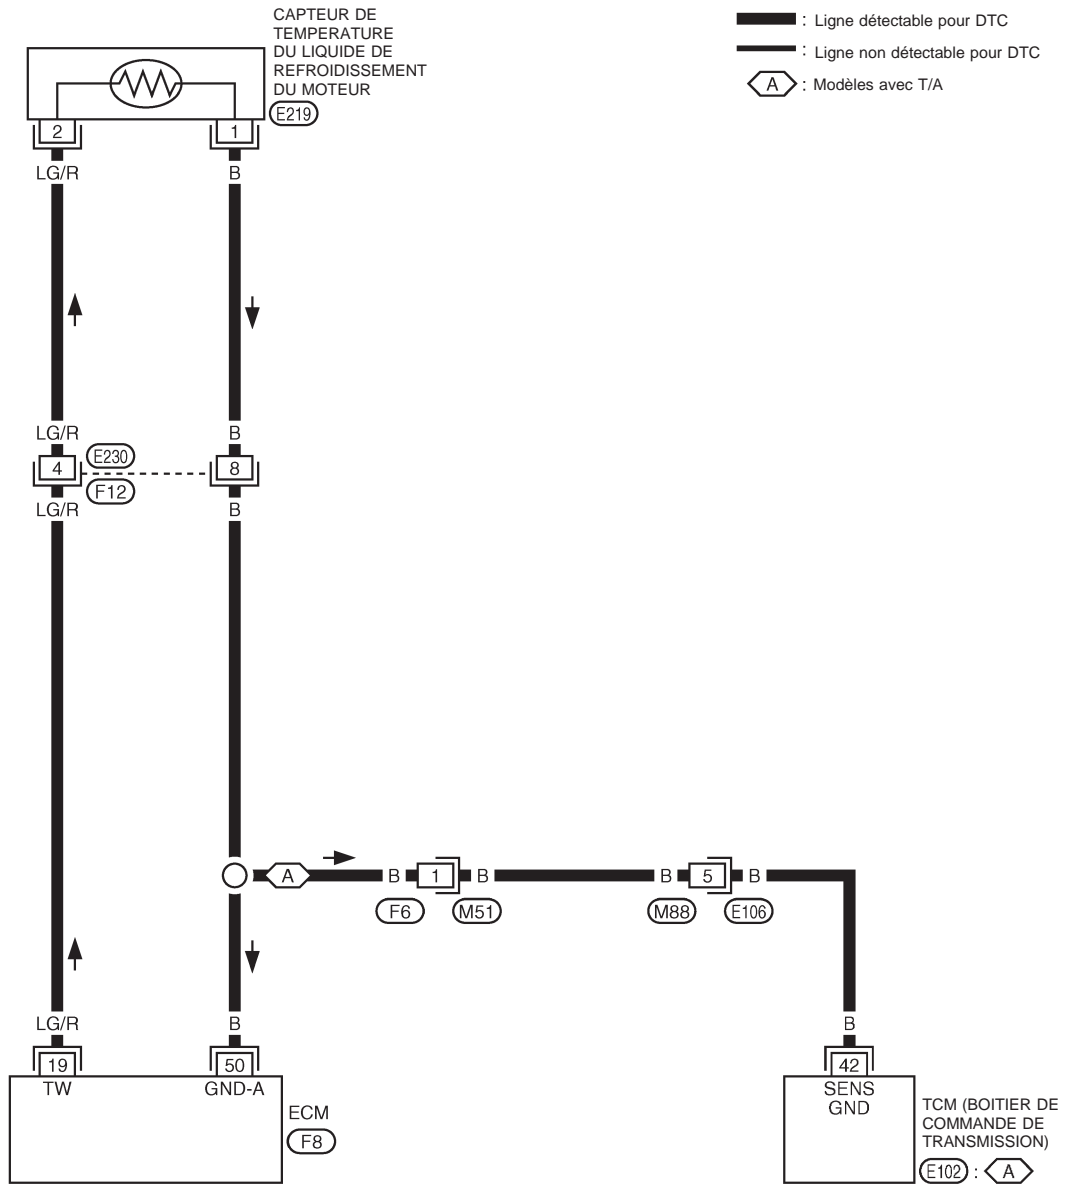 CAPTEUR DE
TEMPERATURE
DU LIQUIDE DE
REFROIDISSEMENT
DU MOTEUR
E219
: Ligne détectable pour DTC
: Ligne non détectable pour DTC
A : Modèles avec T/A
2 1
LG/R B
LG/R B
4 E230 8
F12
LG/R B
A B 1 B B 5 B
F6 M51 M88 E106
LG/R B B
19 50 42
TW GND-A SENS
GND
ECM
F8
TCM (BOITIER DE
COMMANDE DE
TRANSMISSION)
E102 : A